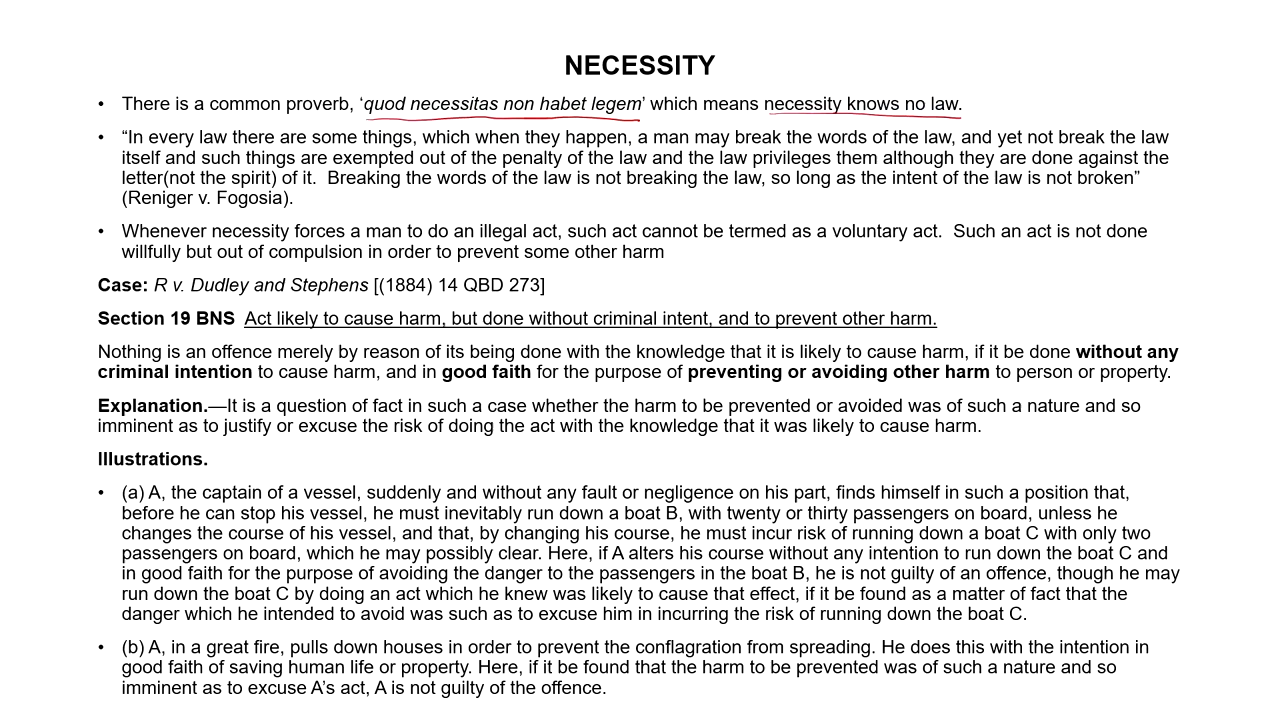 NECESSITY
• There is a common proverb, ‘quod necessitas non habet legem’ which means necessity knows no law.
• “In every law there are some things, which when they happen, a man may break the words of the law, and yet not break the law
itself and such things are exempted out of the penalty of the law and the law privileges them although they are done against the
letter(not the spirit) of it.  Breaking the words of the law is not breaking the law, so long as the intent of the law is not broken”
(Reniger v. Fogosia).
• Whenever necessity forces a man to do an illegal act, such act cannot be termed as a voluntary act.  Such an act is not done
willfully but out of compulsion in order to prevent some other harm
Case: R v. Dudley and Stephens [(1884) 14 QBD 273]
Section 19 BNS  Act likely to cause harm, but done without criminal intent, and to prevent other harm.
Nothing is an offence merely by reason of its being done with the knowledge that it is likely to cause harm, if it be done without any
criminal intention to cause harm, and in good faith for the purpose of preventing or avoiding other harm to person or property.
Explanation.—It is a question of fact in such a case whether the harm to be prevented or avoided was of such a nature and so
imminent as to justify or excuse the risk of doing the act with the knowledge that it was likely to cause harm.
Illustrations.
• (a) A, the captain of a vessel, suddenly and without any fault or negligence on his part, finds himself in such a position that,
before he can stop his vessel, he must inevitably run down a boat B, with twenty or thirty passengers on board, unless he
changes the course of his vessel, and that, by changing his course, he must incur risk of running down a boat C with only two
passengers on board, which he may possibly clear. Here, if A alters his course without any intention to run down the boat C and
in good faith for the purpose of avoiding the danger to the passengers in the boat B, he is not guilty of an offence, though he may
run down the boat C by doing an act which he knew was likely to cause that effect, if it be found as a matter of fact that the
danger which he intended to avoid was such as to excuse him in incurring the risk of running down the boat C.
• (b) A, in a great fire, pulls down houses in order to prevent the conflagration from spreading. He does this with the intention in
good faith of saving human life or property. Here, if it be found that the harm to be prevented was of such a nature and so
imminent as to excuse A’s act, A is not guilty of the offence.